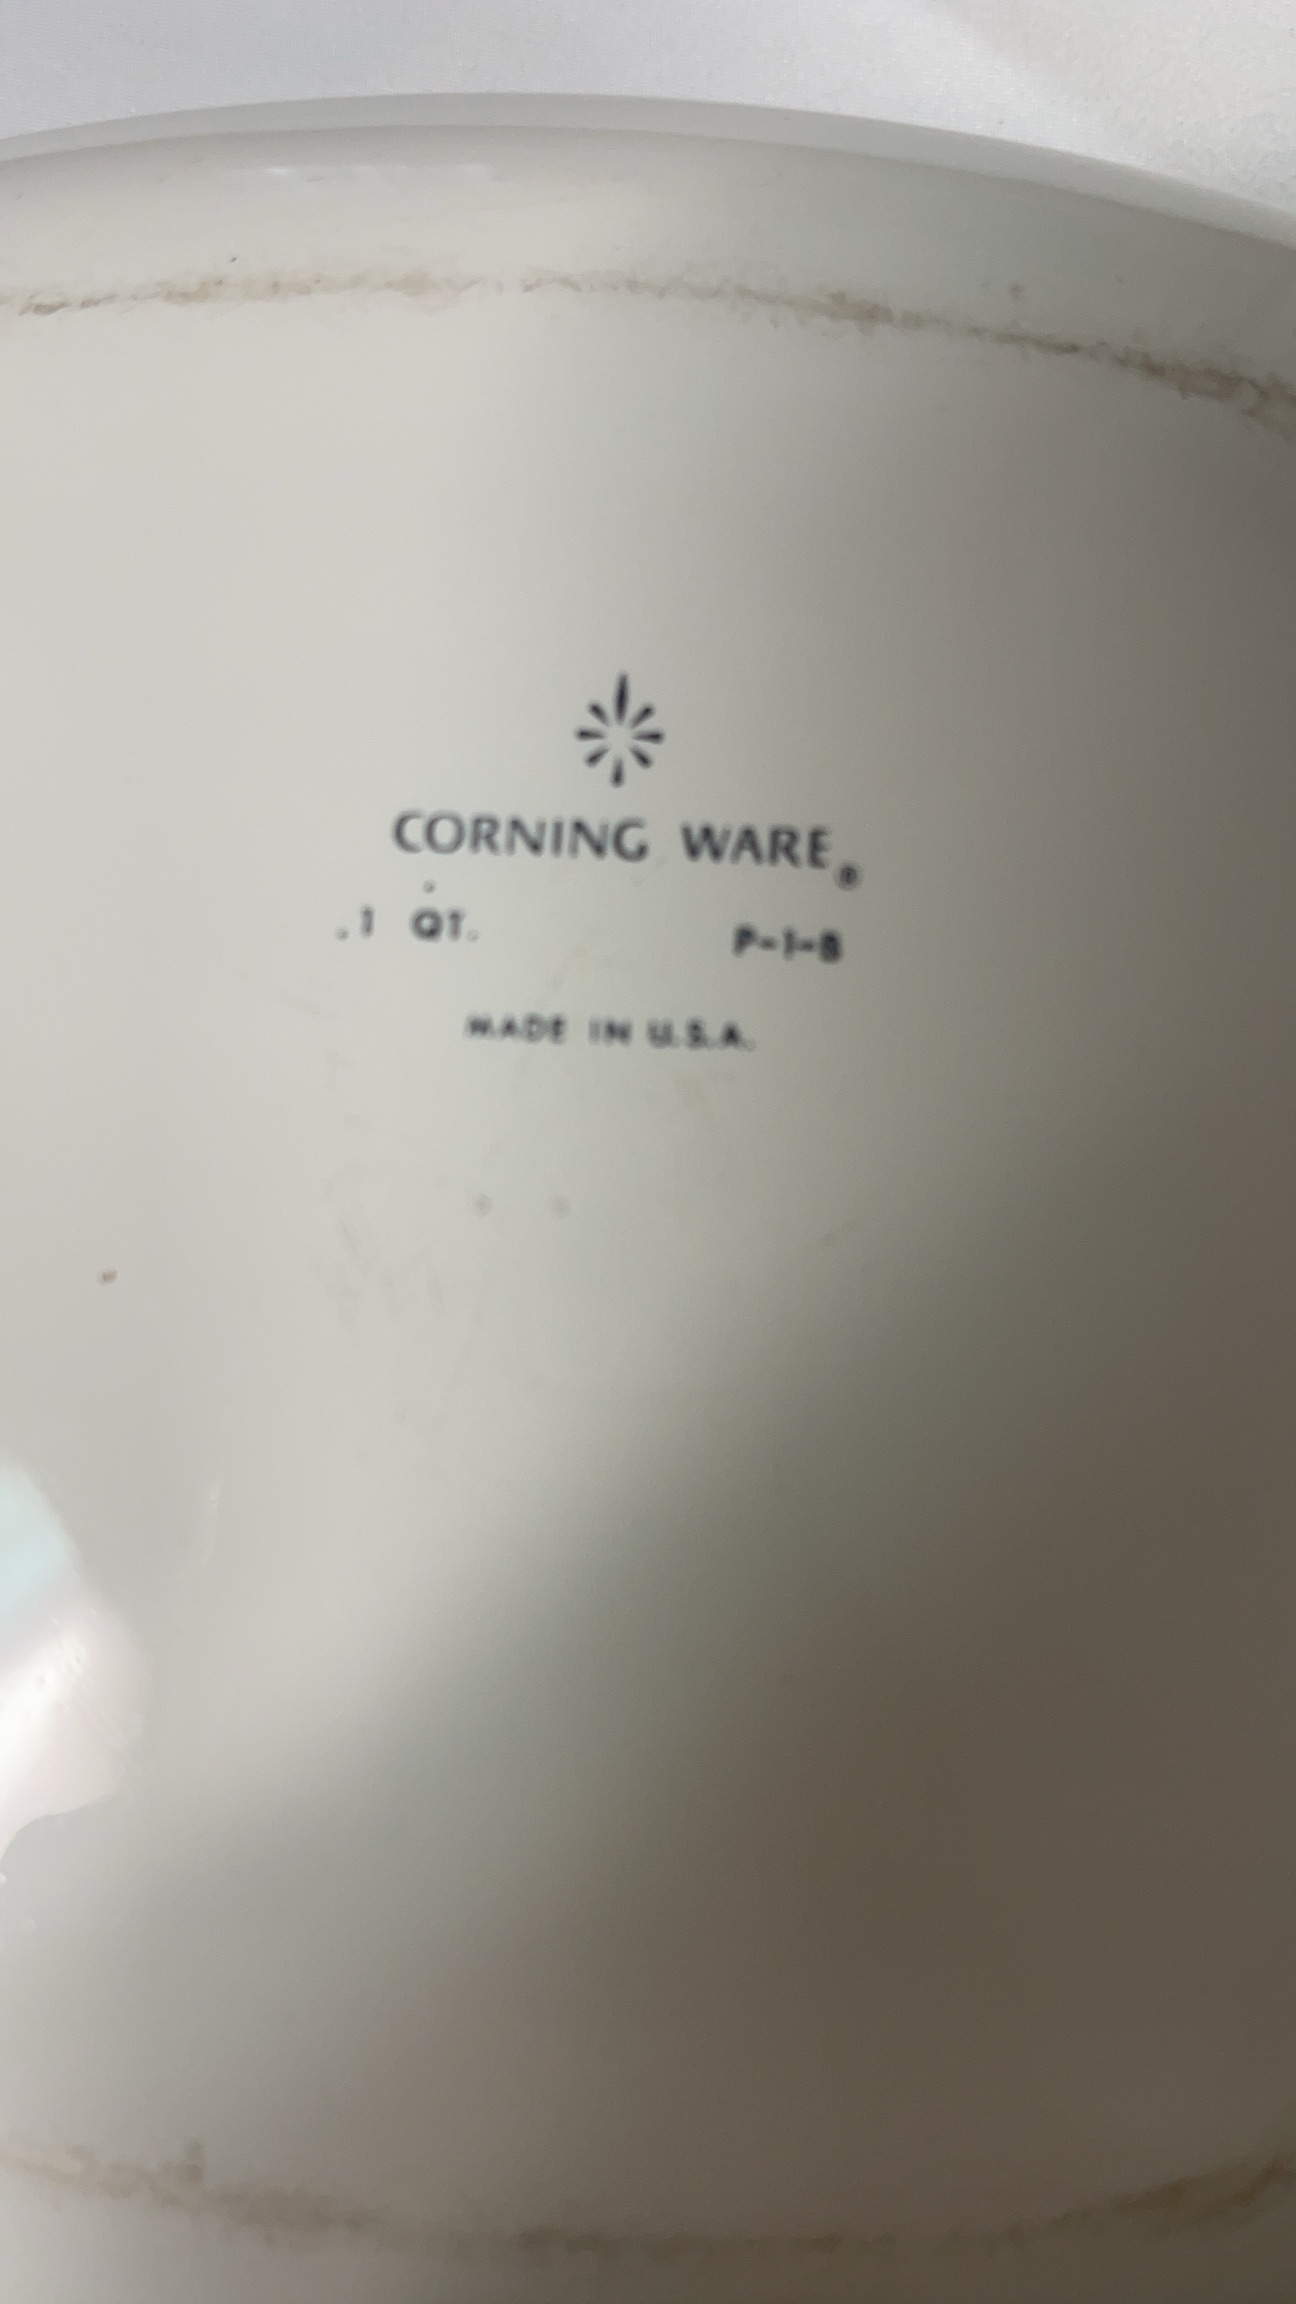 CORNING WARE®
1 QT. P-1-B
MADE IN U.S.A.